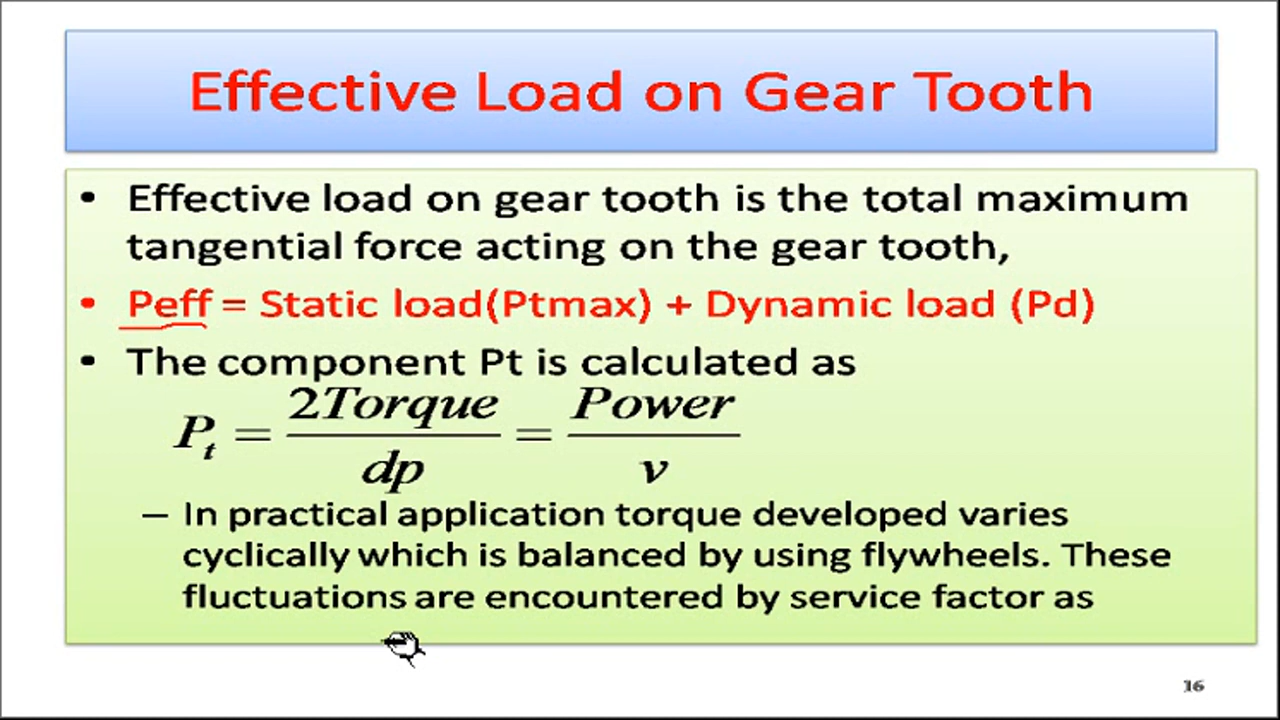 Effective Load on Gear Tooth
• Effective load on gear tooth is the total maximum
tangential force acting on the gear tooth,
• Peff = Static load(Ptmax) + Dynamic load (Pd)
• The component Pt is calculated as
P_t = 2Torque/dp = Power/v
– In practical application torque developed varies
cyclically which is balanced by using flywheels. These
fluctuations are encountered by service factor as
16